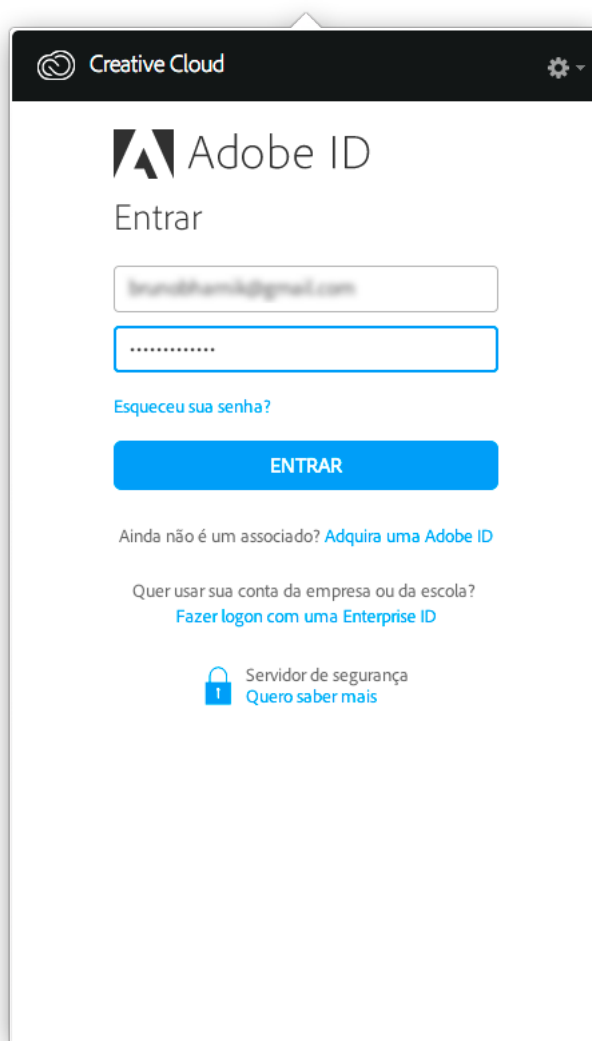 Creative Cloud
Adobe ID
Entrar
•••••••••••••
Esqueceu sua senha?
ENTRAR
Ainda não é um associado? Adquira uma Adobe ID
Quer usar sua conta da empresa ou da escola?
Fazer logon com uma Enterprise ID
Servidor de segurança
Quero saber mais